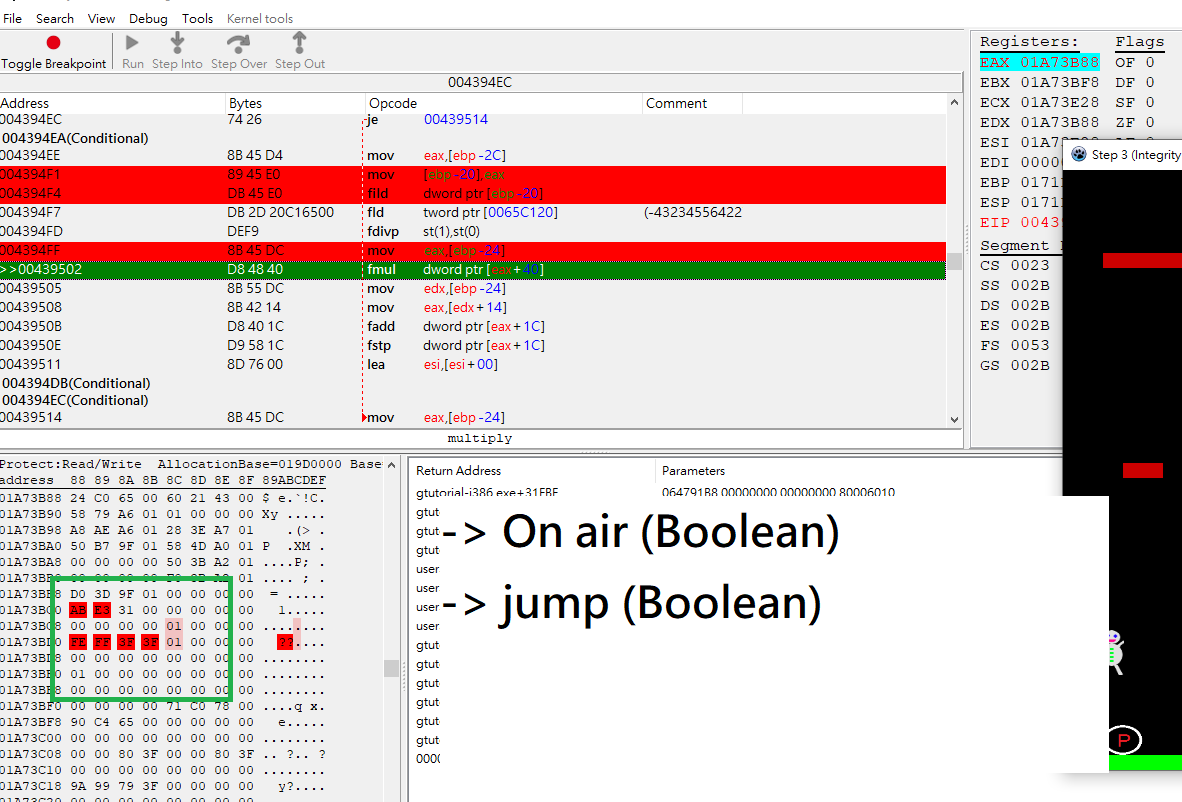 File Search View Debug Tools Kernel tools
Toggle Breakpoint Run Step Into Step Over Step Out
004394EC
Address Bytes Opcode Comment
004394EC 74 26 je 00439514
004394EA(Conditional)
004394EE 8B 45 D4 mov eax,[ebp-2C]
004394F1 89 45 E0 mov [ebp-20],eax
004394F4 DB 45 E0 fild dword ptr [ebp-20]
004394F7 DB 2D 20C16500 fld tword ptr [0065C120] (-43234556422
004394FD DEF9 fdivp st(1),st(0)
004394FF 8B 45 DC mov eax,[ebp-24]
>>00439502 D8 48 40 fmul dword ptr [eax+40]
00439505 8B 55 DC mov edx,[ebp-24]
00439508 8B 42 14 mov eax,[edx+14]
0043950B D8 40 1C fadd dword ptr [eax+1C]
0043950E D9 58 1C fstp dword ptr [eax+1C]
00439511 8D 76 00 lea esi,[esi+00]
004394DB(Conditional)
004394EC(Conditional)
00439514 8B 45 DC mov eax,[ebp-24]
multiply
Registers: Flags
EAX 01A73B88 OF 0
EBX 01A73BF8 DF 0
ECX 01A73E28 SF 0
EDX 01A73B88 ZF 0
ESI 01A7
EDI 0000
EBP 0171
ESP 0171
EIP 0043
Segment
CS 0023
SS 002B
DS 002B
ES 002B
FS 0053
GS 002B
Step 3 (Integrity
P
Protect:Read/Write AllocationBase=019D0000 Base
address 88 89 8A 8B 8C 8D 8E 8F 89ABCDEF
01A73B88 24 C0 65 00 60 21 43 00 $ e.`!C.
01A73B90 58 79 A6 01 01 00 00 00 Xy .....
01A73B98 A8 AE A6 01 28 3E A7 01 .(> .
01A73BA0 50 B7 9F 01 58 4D A0 01 P .XM .
01A73BA8 00 00 00 00 50 3B A2 01 ....P; .
D0 3D 9F 01 00 00 00 00 = .....
AB E3 31 00 00 00 00 00 1.....
00 00 00 00 01 00 00 00 ........
FE FF 3F 3F 01 00 00 00 ??....
00 00 00 00 00 00 00 00 ........
01 00 00 00 00 00 00 00 ........
00 00 00 00 00 00 00 00 ........
01A73BF0 00 00 00 00 71 C0 78 00 ....q x.
01A73BF8 90 C4 65 00 00 00 00 00 e.....
01A73C00 00 00 00 00 00 00 00 00 ........
01A73C08 00 00 80 3F 00 00 80 3F .. ?.. ?
01A73C10 00 00 00 00 00 00 00 00 ........
01A73C18 9A 99 79 3F 00 00 00 00 y?....
Return Address Parameters
gtutorial-i386.exe+31FBF 064791B8 00000000 00000000 80006010
gtut
gtut
gtut
user
user
user
user
gtut
gtut
gtut
gtut
gtut
gtut
0000
-> On air (Boolean)
-> jump (Boolean)